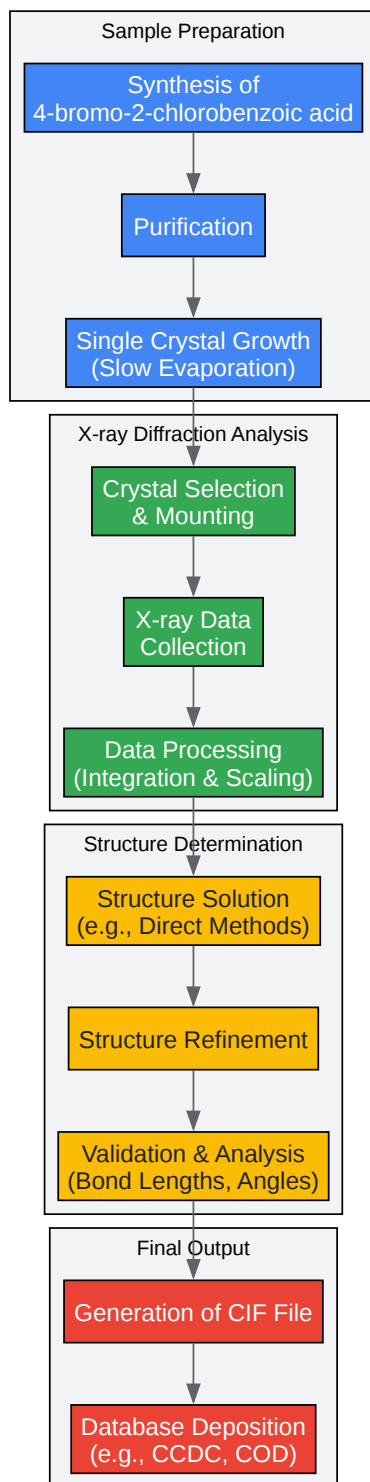 Sample Preparation
Synthesis of
4-bromo-2-chlorobenzoic acid
Purification
Single Crystal Growth
(Slow Evaporation)
X-ray Diffraction Analysis
Crystal Selection
& Mounting
X-ray Data
Collection
Data Processing
(Integration & Scaling)
Structure Determination
Structure Solution
(e.g., Direct Methods)
Structure Refinement
Validation & Analysis
(Bond Lengths, Angles)
Final Output
Generation of CIF File
Database Deposition
(e.g., CCDC, COD)